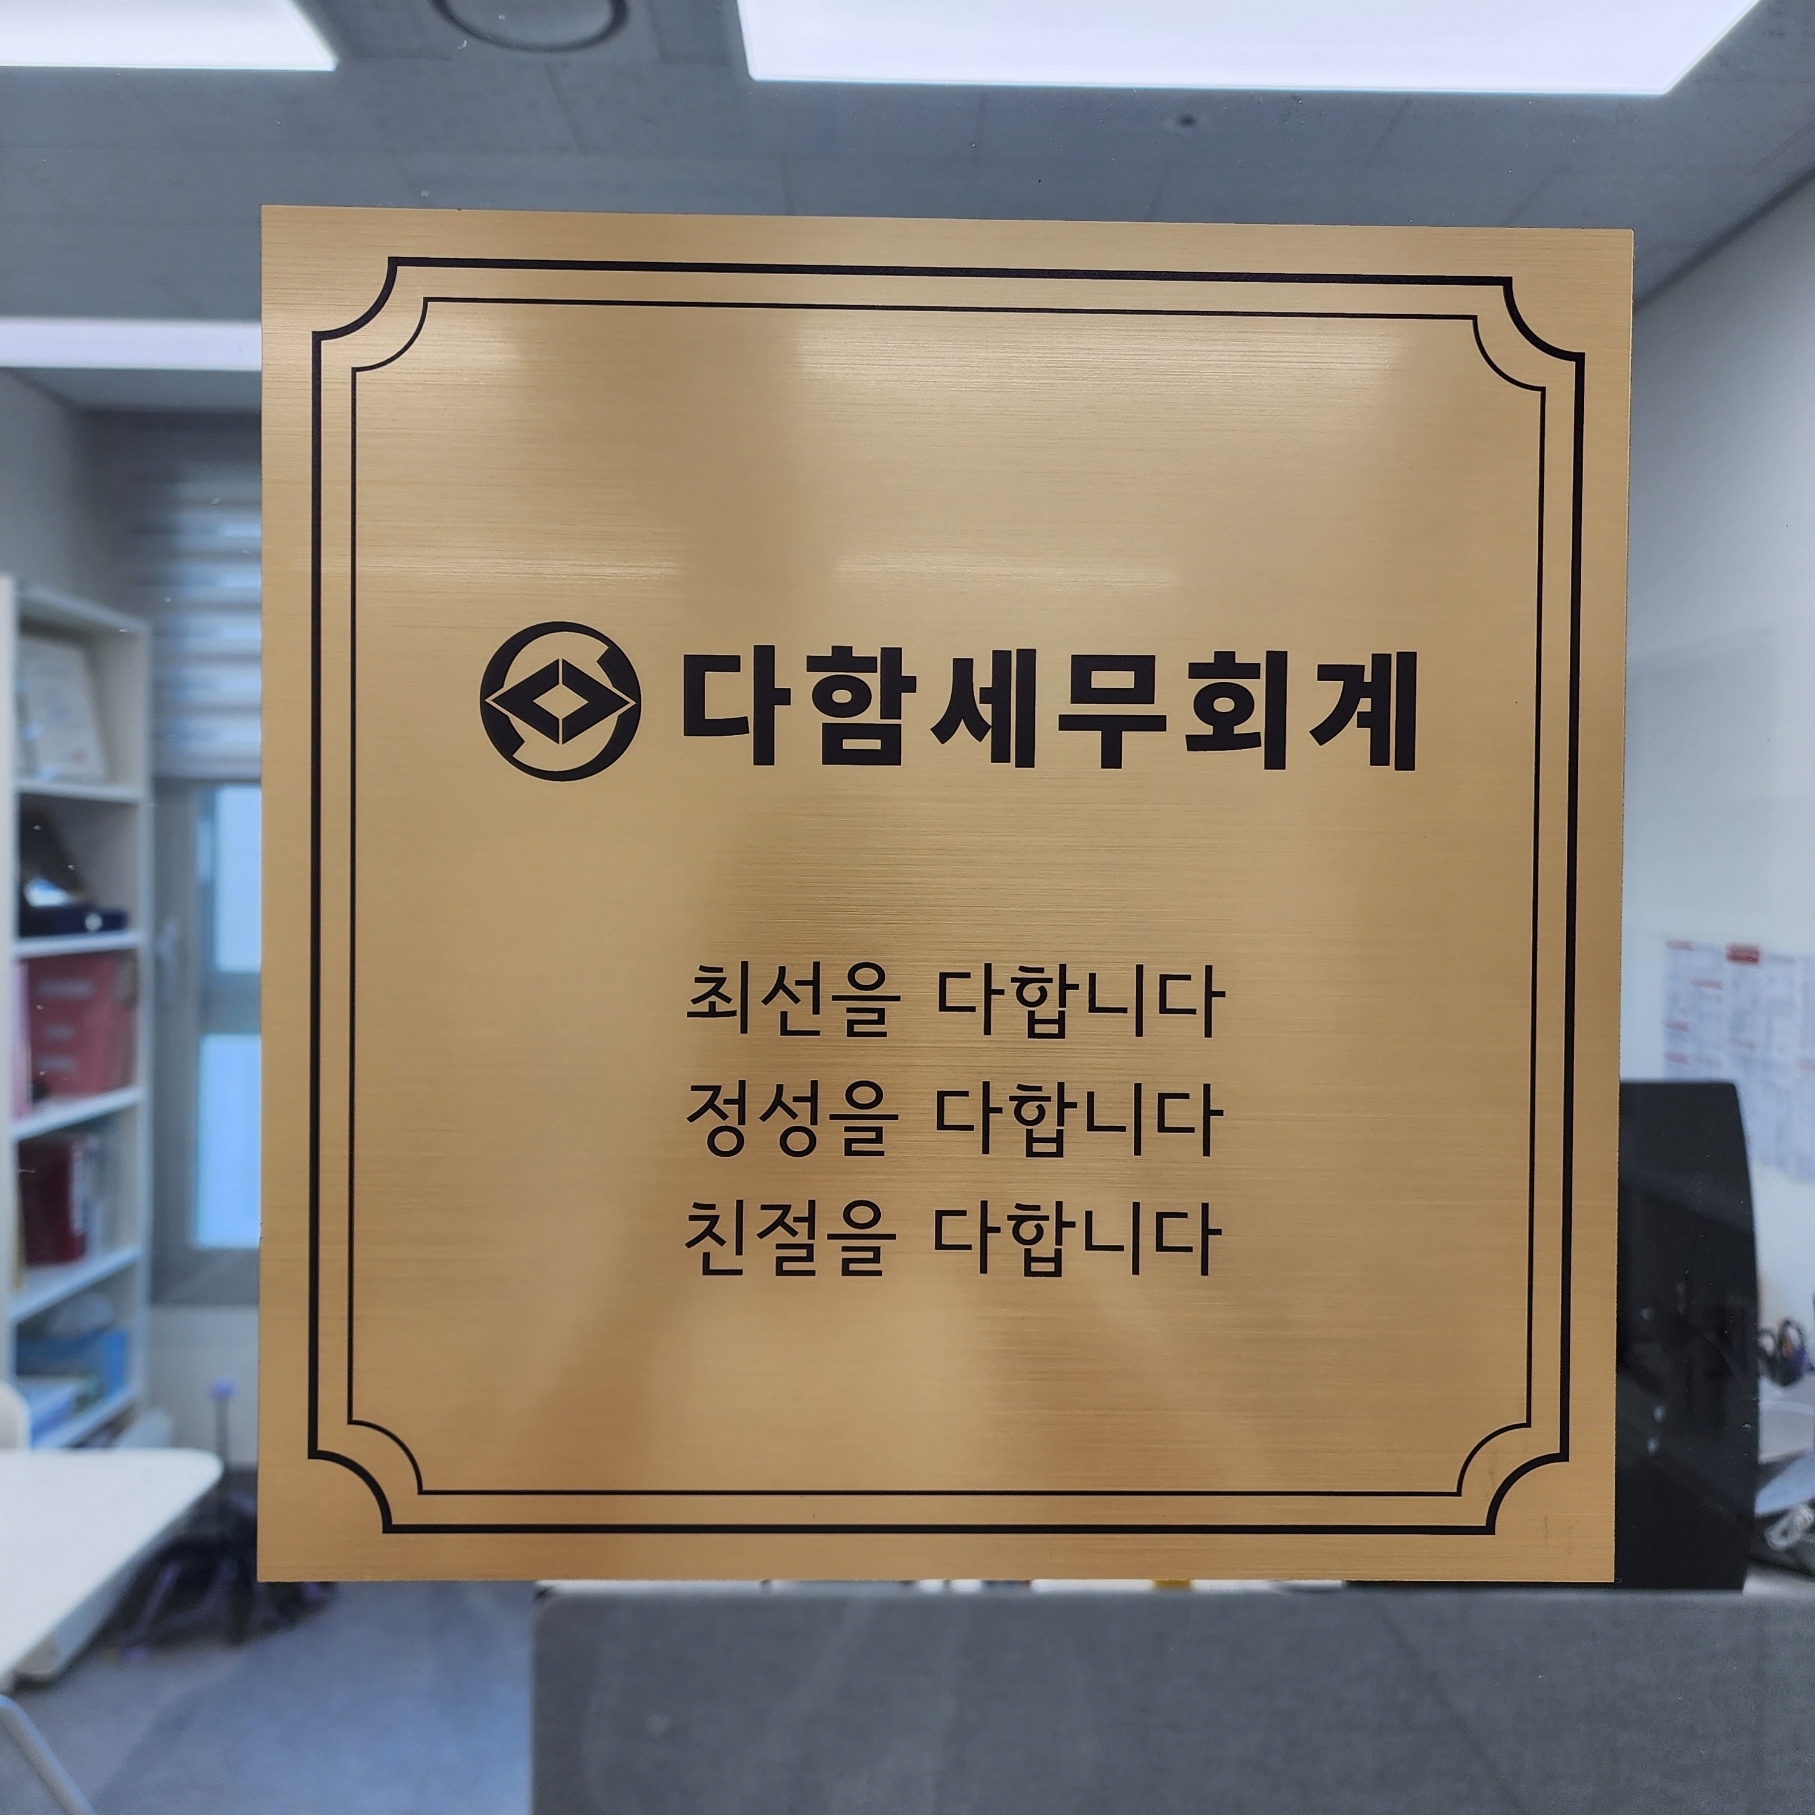 다함세무회계
최선을 다합니다
정성을 다합니다
친절을 다합니다